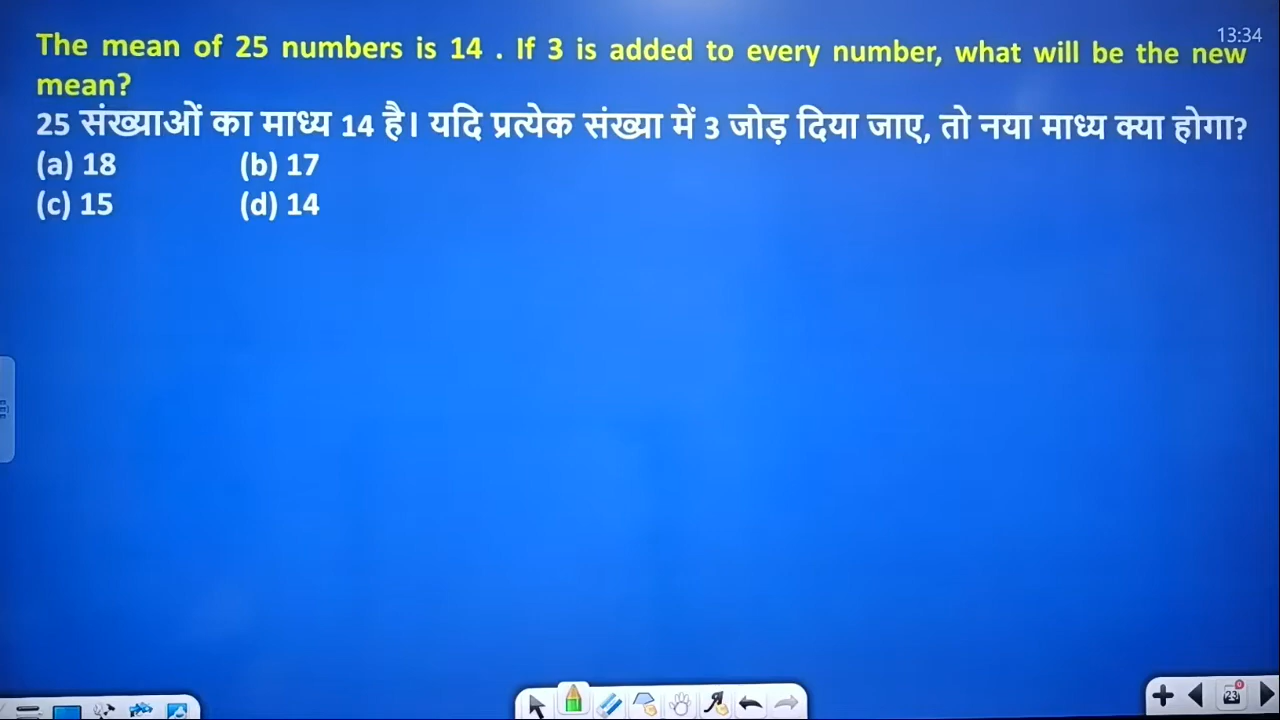 13:34
The mean of 25 numbers is 14 . If 3 is added to every number, what will be the new
mean?
25 संख्याओं का माध्य 14 है। यदि प्रत्येक संख्या में 3 जोड़ दिया जाए, तो नया माध्य क्या होगा?
(a) 18 (b) 17
(c) 15 (d) 14
23